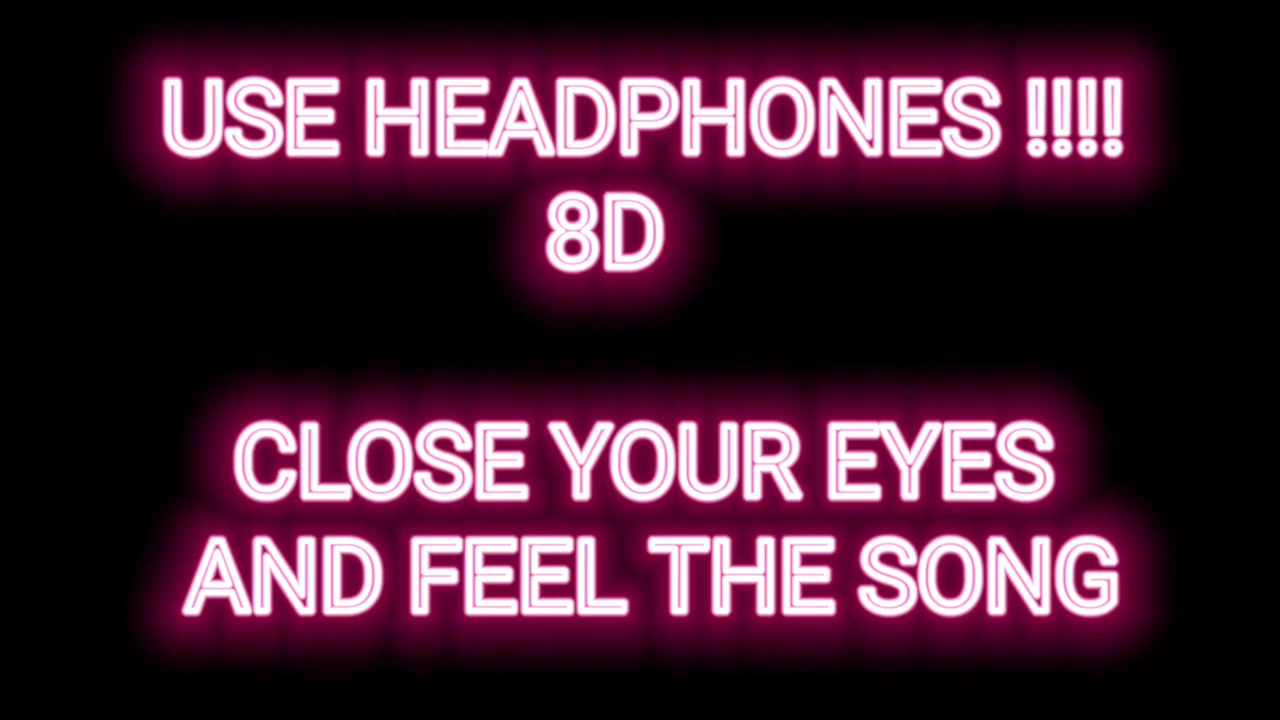 USE HEADPHONES !!!!
8D
CLOSE YOUR EYES
AND FEEL THE SONG